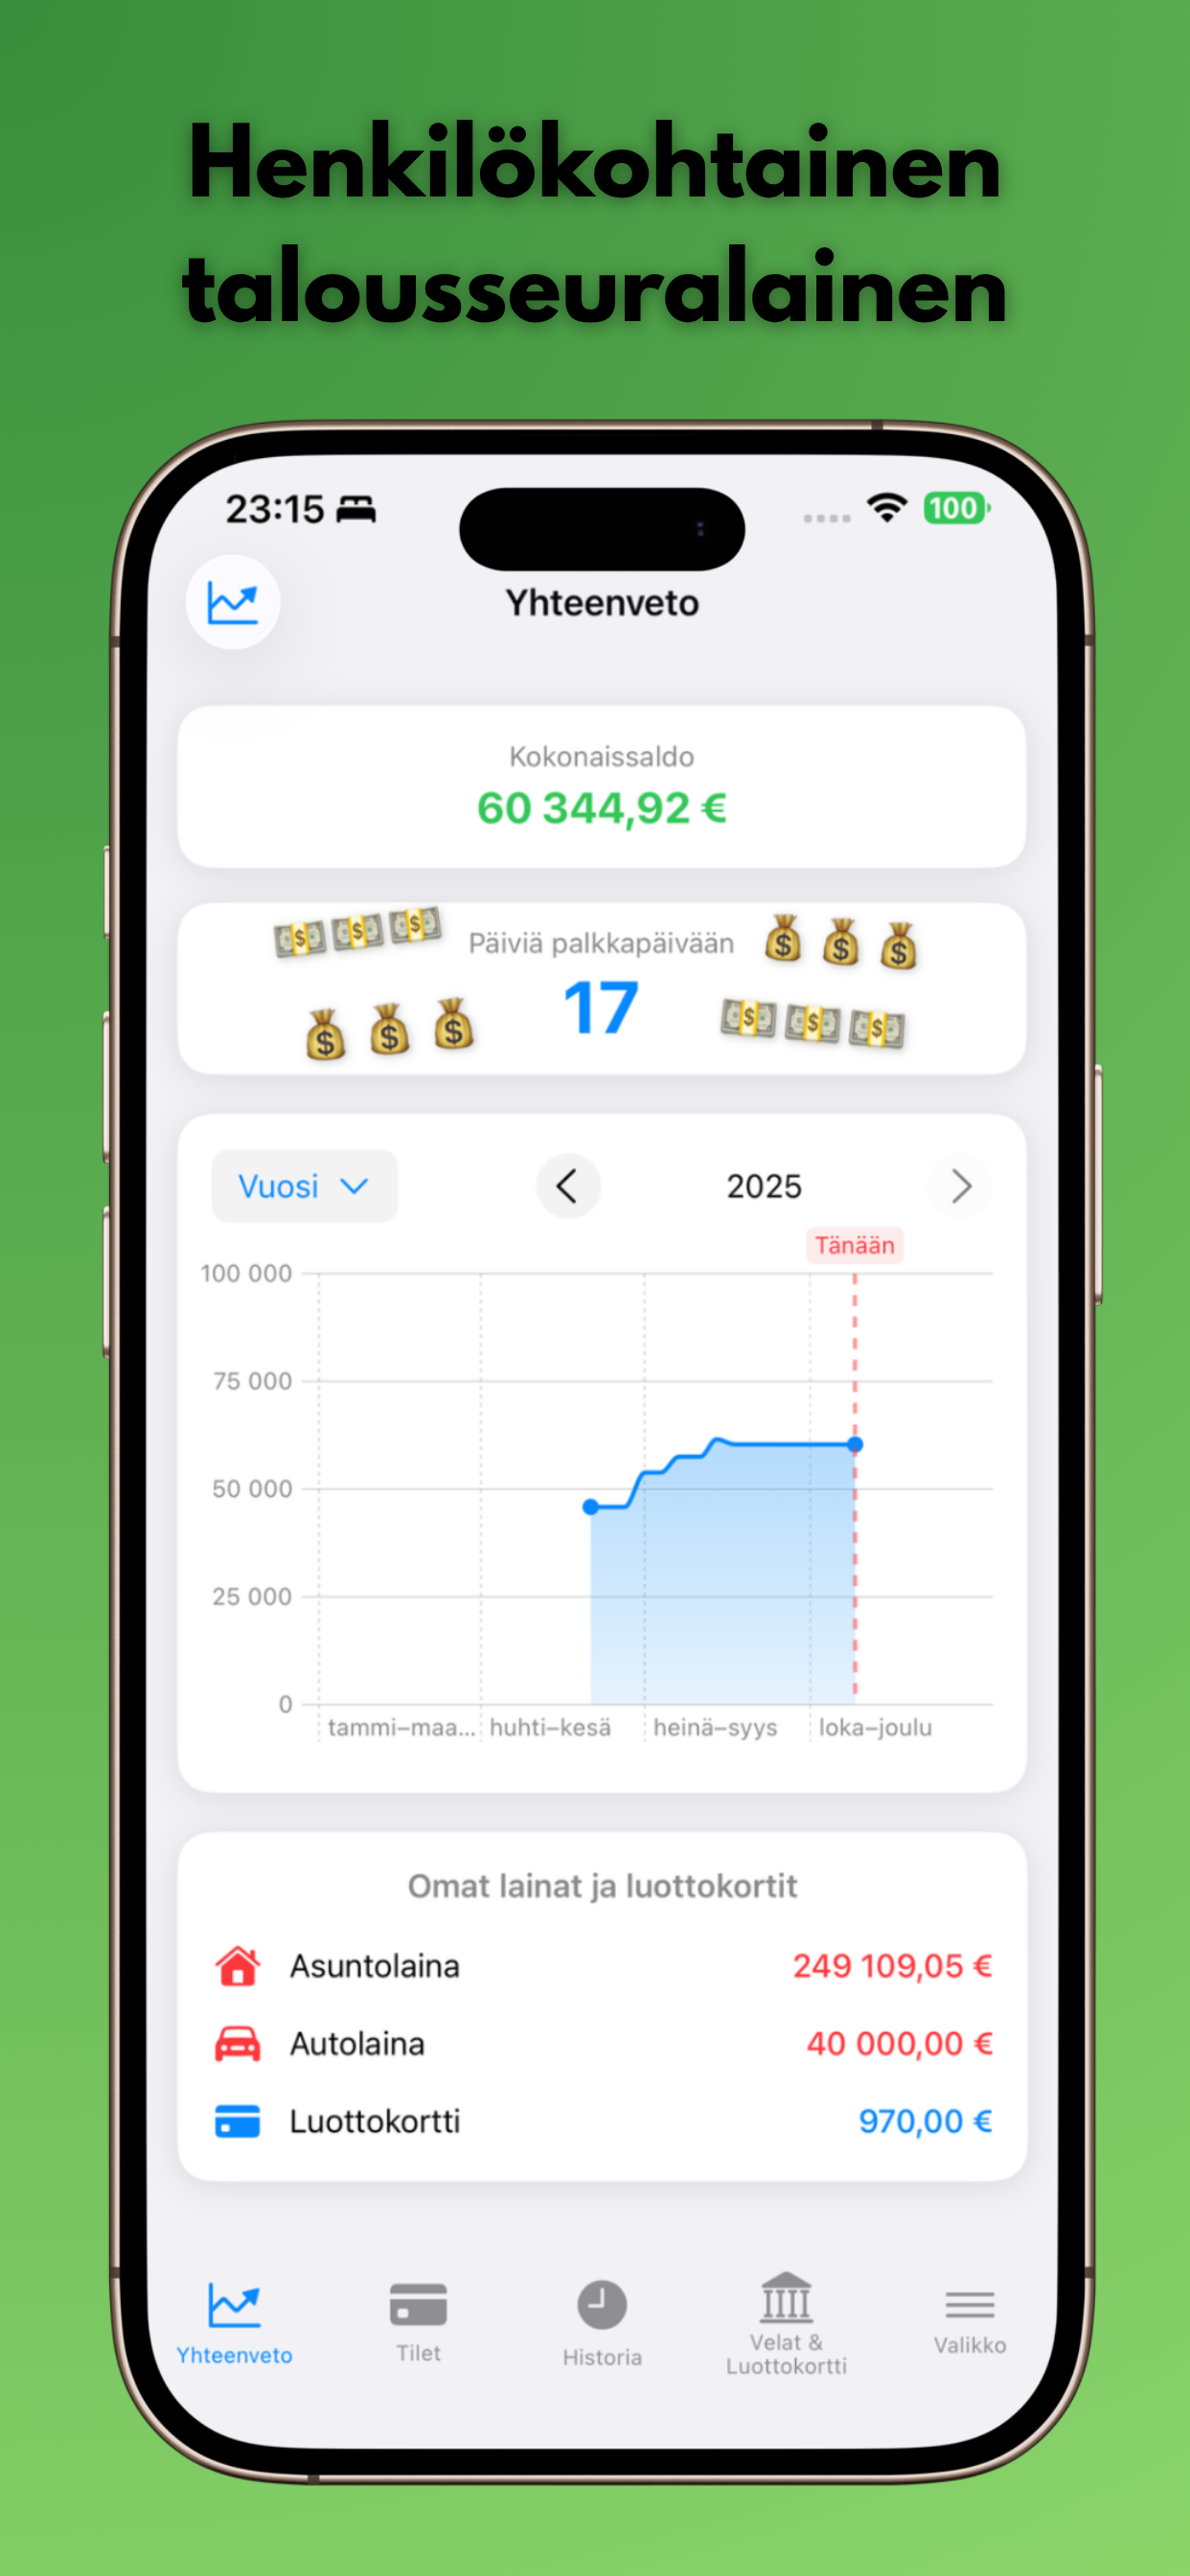 Henkilökohtainen
talousseuralainen
23:15 100
Yhteenveto
Kokonaissaldo
60 344,92 €
Päiviä palkkapäivään
17
Vuosi 2025
Tänään
100 000
75 000
50 000
25 000
0
tammi–maa... huhti–kesä heinä–syys loka–joulu
Omat lainat ja luottokortit
Asuntolaina 249 109,05 €
Autolaina 40 000,00 €
Luottokortti 970,00 €
Yhteenveto Tilet Historia Velat & Luottokortti Valikko